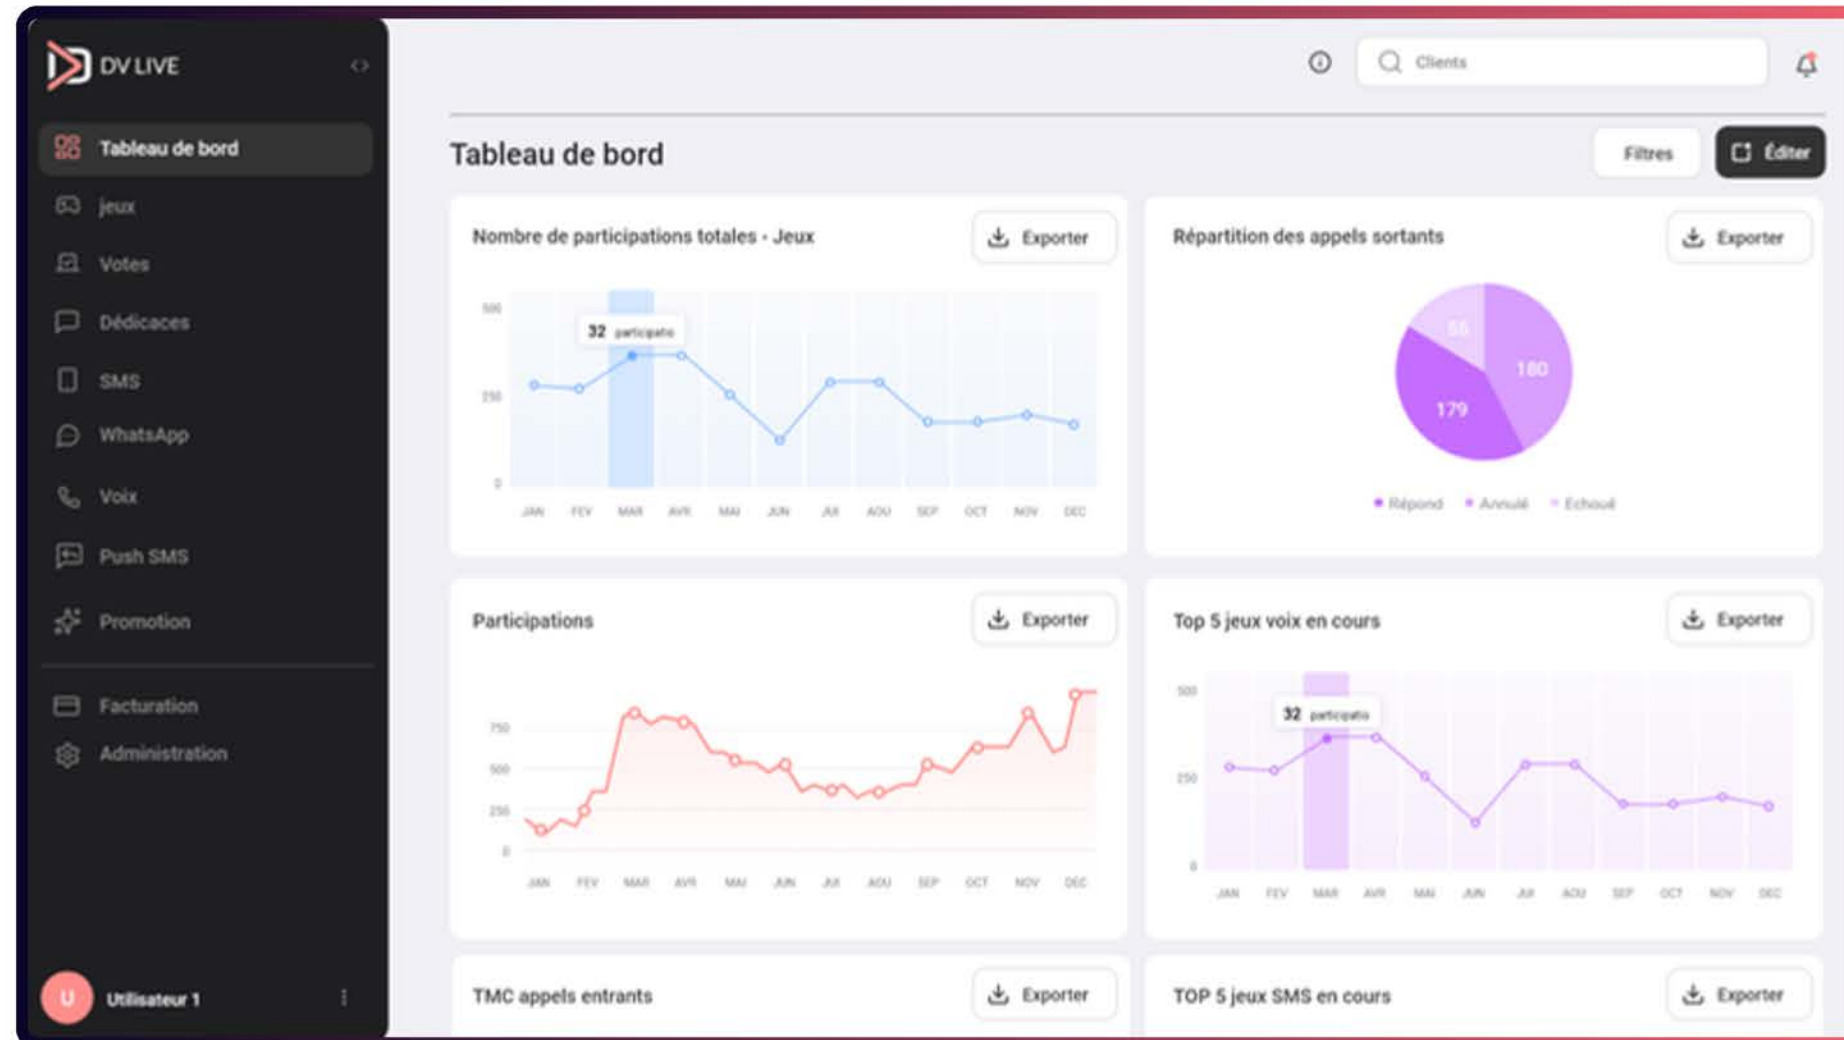 DV LIVE
Clients
Tableau de bord
jeux
Votes
Dédicaces
SMS
WhatsApp
Voix
Push SMS
Promotion
Facturation
Administration
Utilisateur 1
U
Tableau de bord
Filtres
Éditer
Nombre de participations totales - Jeux
Exporter
500
250
0
32 participatio
JAN FEV MAR AVR MAI JUN JUI AOU SEP OCT NOV DEC
Répartition des appels sortants
Exporter
180
179
Répond Annulé Echoué
Participations
Exporter
750
500
250
0
JAN FEV MAR AVR MAI JUN JUI AOU SEP OCT NOV DEC
Top 5 jeux voix en cours
Exporter
500
250
0
32 participatio
JAN FEV MAR AVR MAI JUN JUI AOU SEP OCT NOV DEC
TMC appels entrants
Exporter
TOP 5 jeux SMS en cours
Exporter